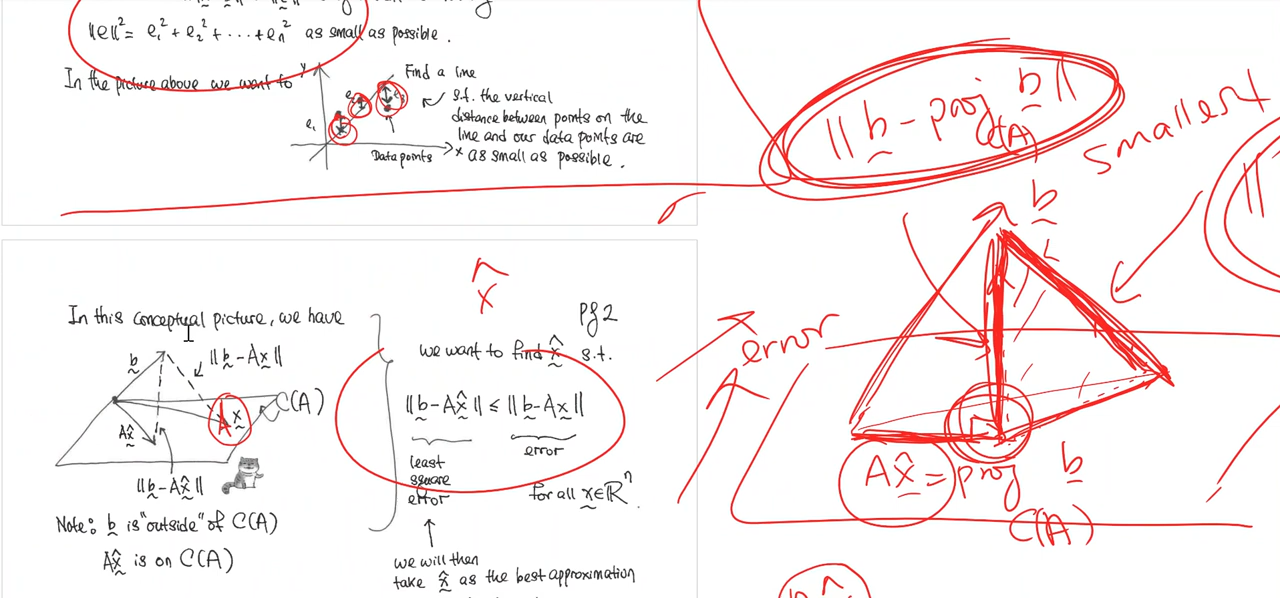 ||e||² = e₁² + e₂² + ... + eₙ² as small as possible.
In the picture above we want to
y
Find a line
s.t. the vertical
distance between points on the
line and our data points are
as small as possible.
e₁
e₂
e₃
Data points
x
|| b - proj b ||
C(A)
smallest
b
error
Ax̂ = proj b
C(A)
x̂
In this conceptual picture, we have
b
|| b - Ax ||
Ax
C(A)
Ax̂
|| b - Ax̂ ||
Note: b is "outside" of C(A)
Ax̂ is on C(A)
Pg 2
we want to find x̂ s.t.
|| b - Ax̂ || ≤ || b - Ax ||
least
square
error
error
for all x ∈ ℝⁿ.
we will then
take x̂ as the best approximation